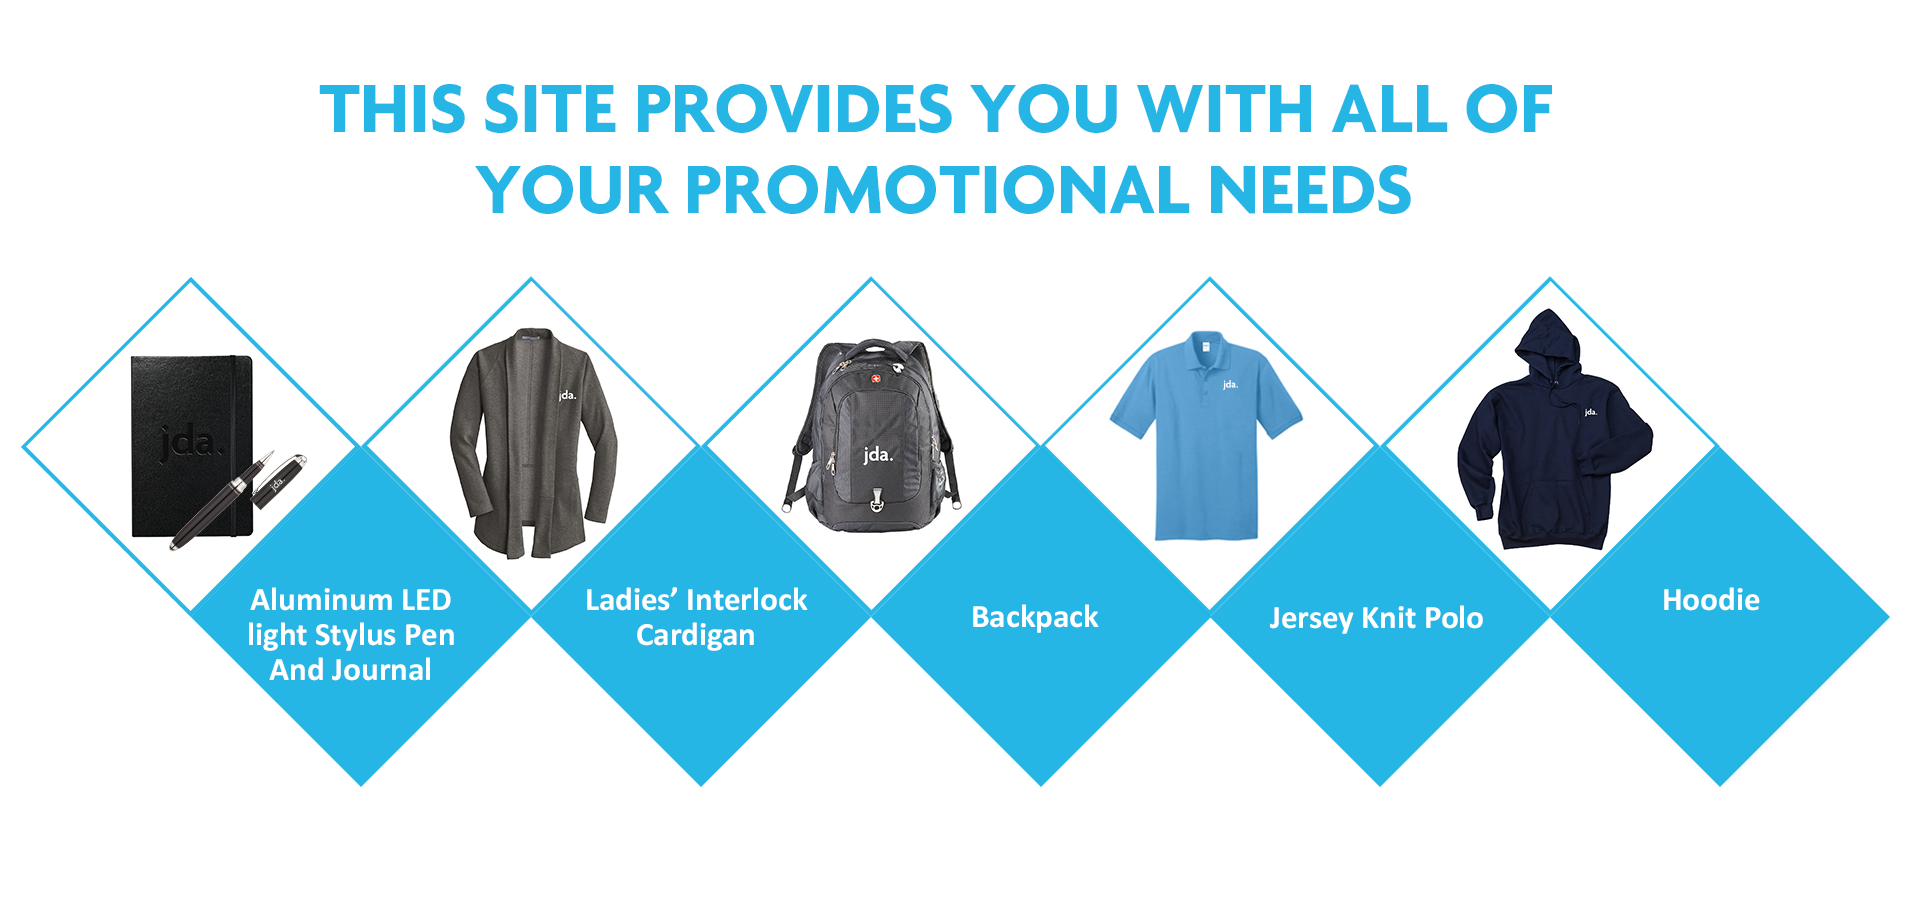 THIS SITE PROVIDES YOU WITH ALL OF
YOUR PROMOTIONAL NEEDS
jda.
jda.
jda.
jda.
jda.
jda.
Aluminum LED
light Stylus Pen
And Journal
Ladies’ Interlock
Cardigan
Backpack
Jersey Knit Polo
Hoodie